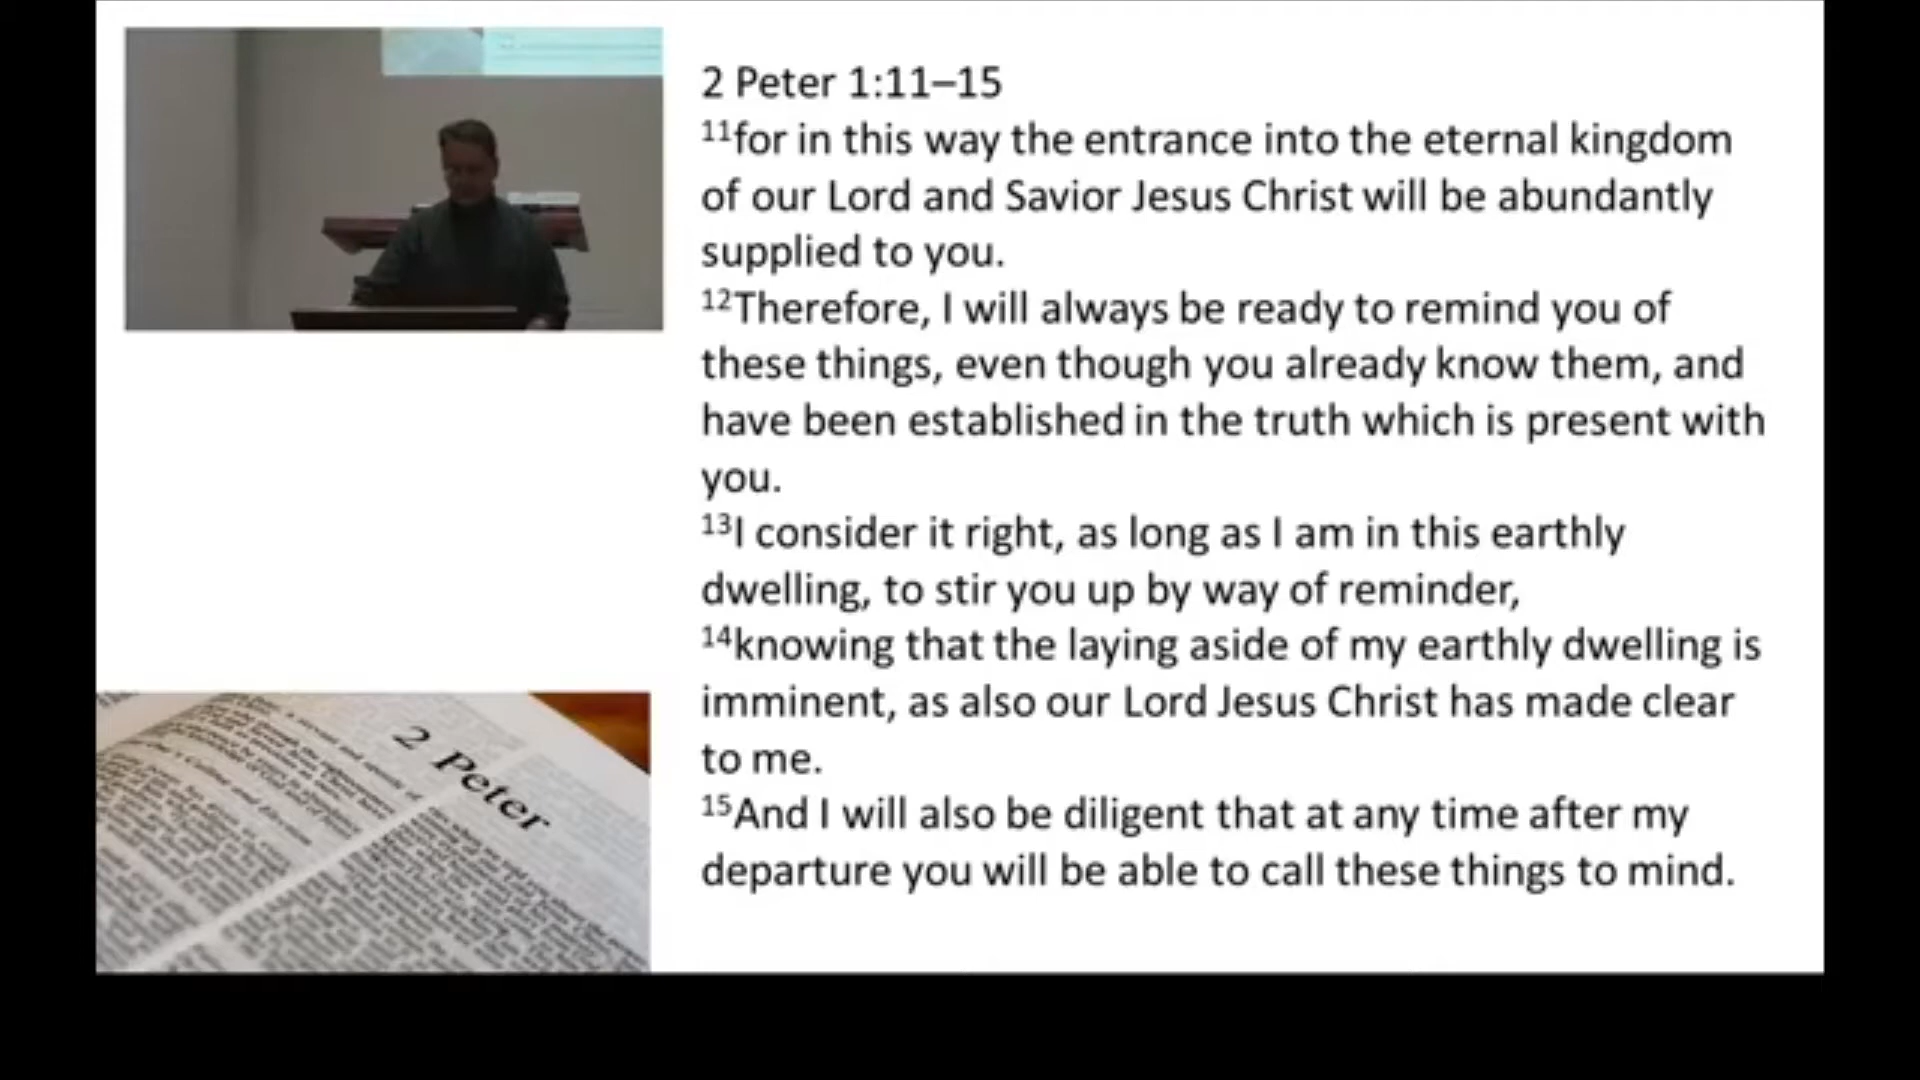 2 Peter 1:11–15
¹¹for in this way the entrance into the eternal kingdom
of our Lord and Savior Jesus Christ will be abundantly
supplied to you.
¹²Therefore, I will always be ready to remind you of
these things, even though you already know them, and
have been established in the truth which is present with
you.
¹³I consider it right, as long as I am in this earthly
dwelling, to stir you up by way of reminder,
¹⁴knowing that the laying aside of my earthly dwelling is
imminent, as also our Lord Jesus Christ has made clear
to me.
¹⁵And I will also be diligent that at any time after my
departure you will be able to call these things to mind.
2 Peter